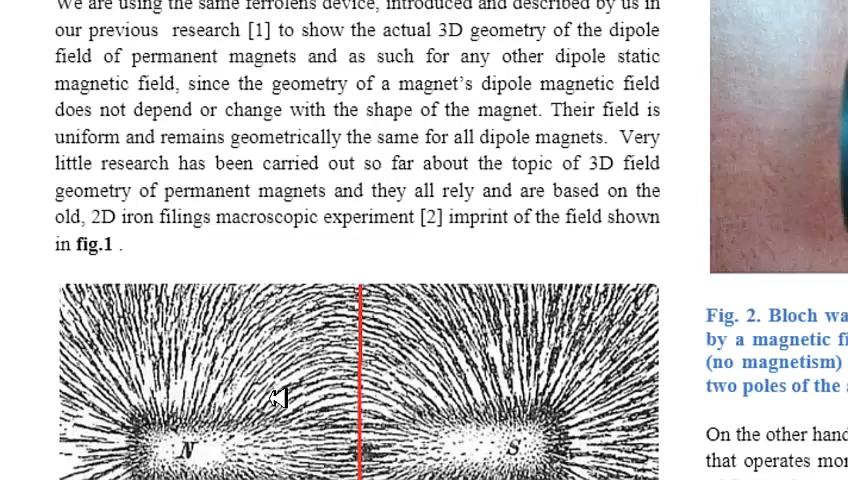 We are using the same ferrolens device, introduced and described by us in
our previous research [1] to show the actual 3D geometry of the dipole
field of permanent magnets and as such for any other dipole static
magnetic field, since the geometry of a magnet's dipole magnetic field
does not depend or change with the shape of the magnet. Their field is
uniform and remains geometrically the same for all dipole magnets. Very
little research has been carried out so far about the topic of 3D field
geometry of permanent magnets and they all rely and are based on the
old, 2D iron filings macroscopic experiment [2] imprint of the field shown
in fig.1 .
N S
Fig. 2. Bloch wa
by a magnetic fi
(no magnetism)
two poles of the a
On the other hand
that operates mor